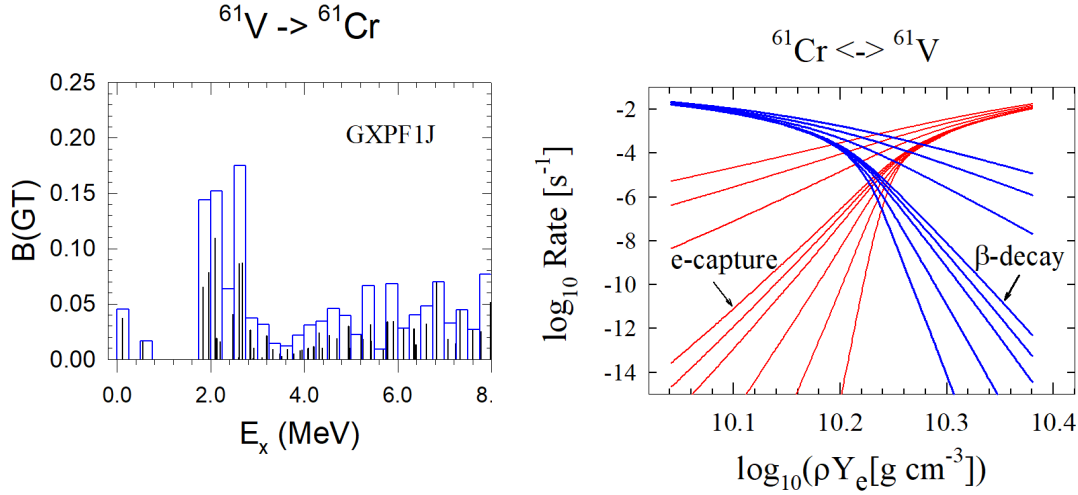 ⁶¹V -> ⁶¹Cr
0.25
0.20
0.15
0.10
0.05
0.00
B(GT)
GXPF1J
0.0 2.0 4.0 6.0 8.
Eₓ (MeV)
⁶¹Cr <-> ⁶¹V
-2
-4
-6
-8
-10
-12
-14
log₁₀ Rate [s⁻¹]
e-capture
β-decay
10.1 10.2 10.3 10.4
log₁₀(ρYₑ[g cm⁻³])